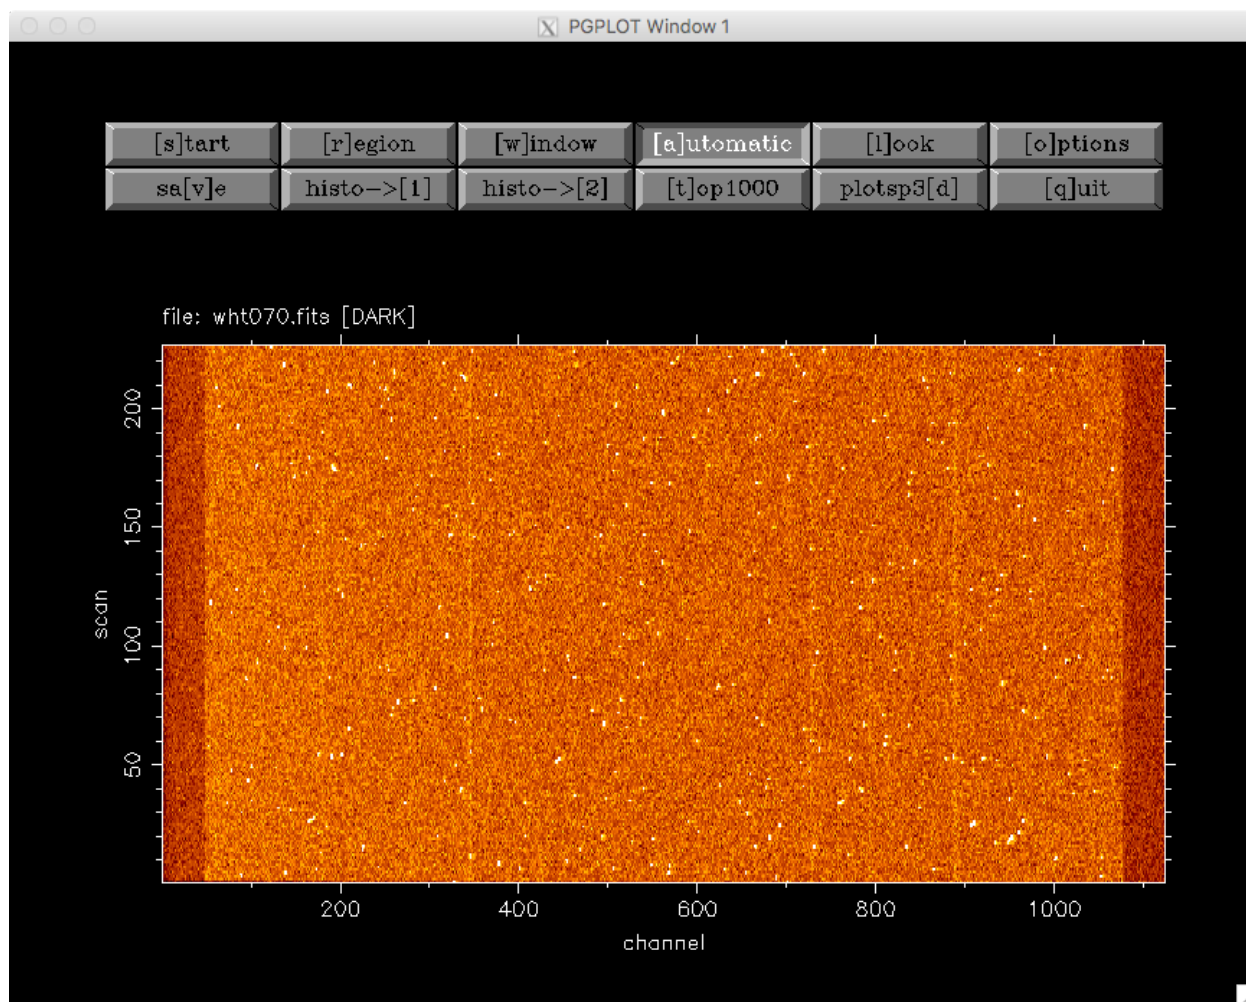 PGPLOT Window 1
[s]tart [r]egion [w]indow [a]utomatic [l]ook [o]ptions
sa[v]e histo->[1] histo->[2] [t]op1000 plotsp3[d] [q]uit
file: wht070.fits [DARK]
200
150
scan
100
50
200 400 600 800 1000
channel